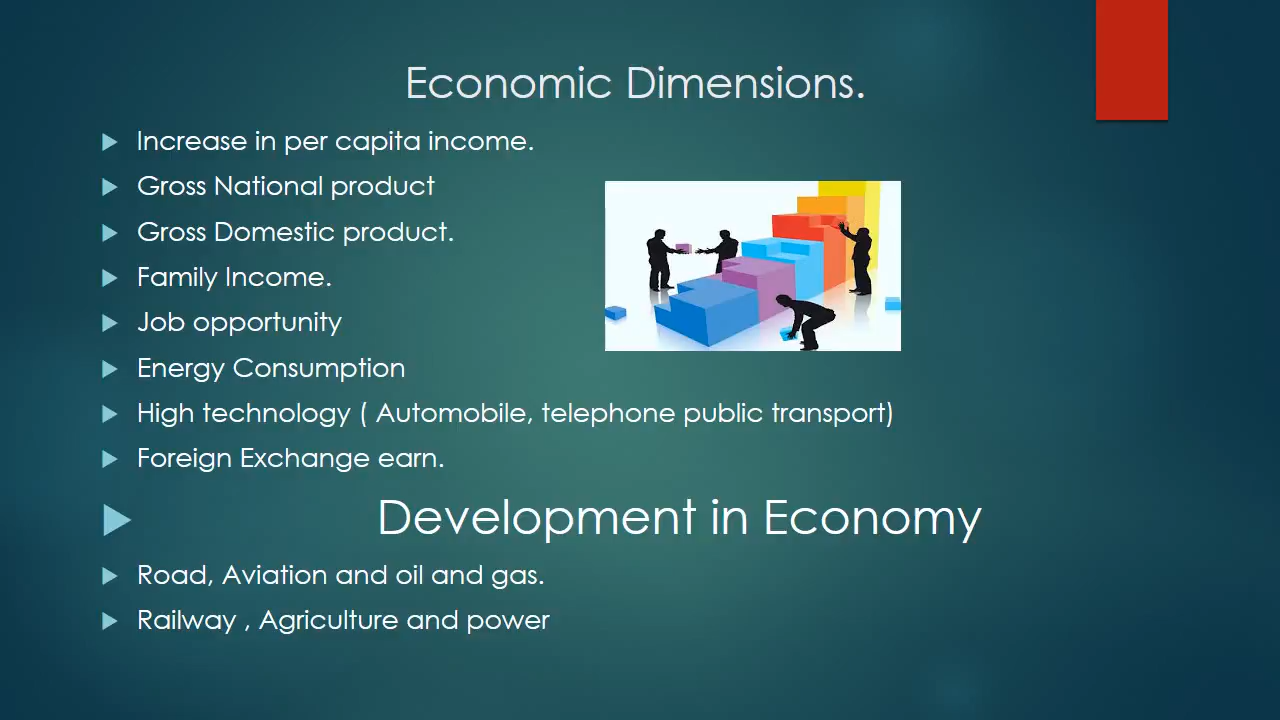 Economic Dimensions.
Increase in per capita income.
Gross National product
Gross Domestic product.
Family Income.
Job opportunity
Energy Consumption
High technology ( Automobile, telephone public transport)
Foreign Exchange earn.
Development in Economy
Road, Aviation and oil and gas.
Railway , Agriculture and power